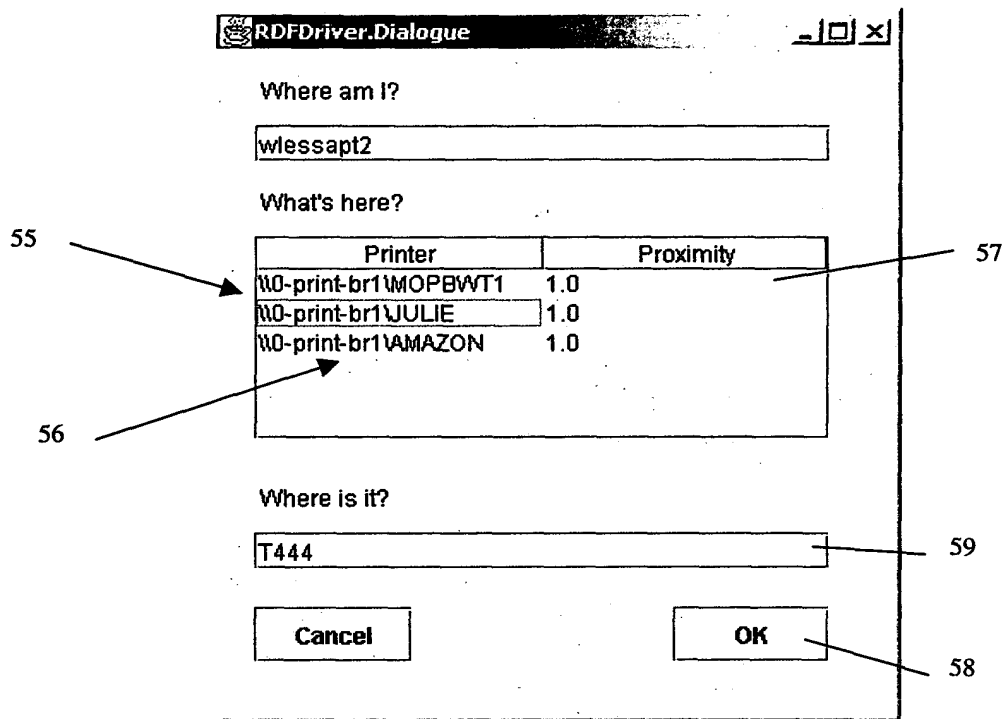 RDFDriver.Dialogue
Where am I?
wlessapt2
What's here?
55
Printer Proximity
57
\\0-print-br1\MOPBWT1 1.0
\\0-print-br1\JULIE 1.0
\\0-print-br1\AMAZON 1.0
56
Where is it?
T444
59
Cancel OK
58